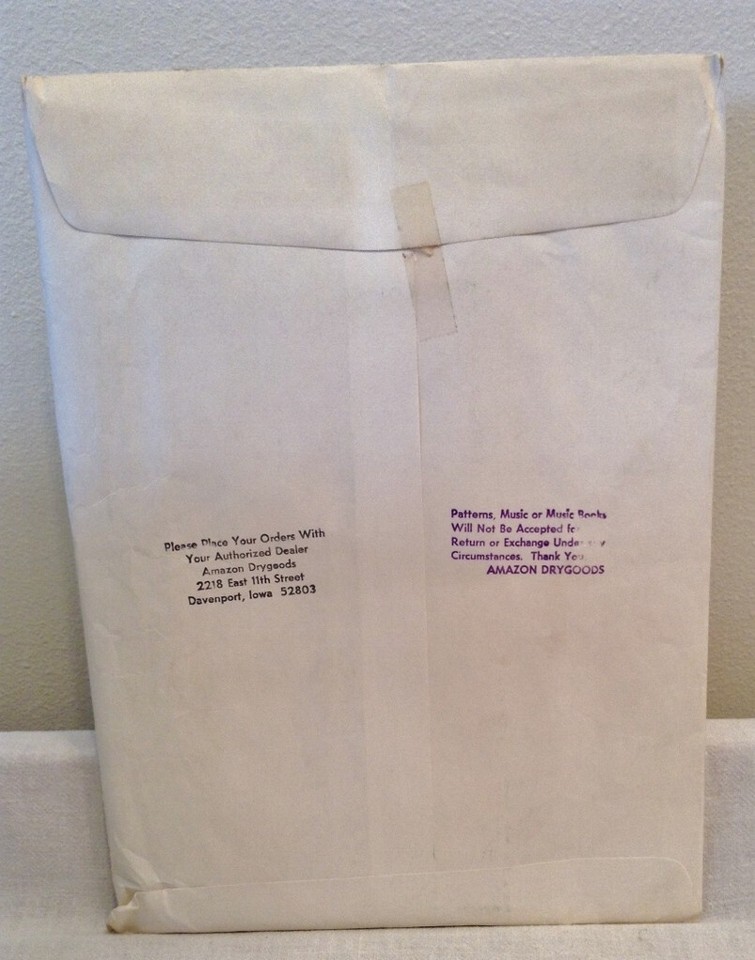 Please Place Your Orders With
Your Authorized Dealer
Amazon Drygoods
2218 East 11th Street
Davenport, Iowa 52803
Patterns, Music or Music Books
Will Not Be Accepted
Return or Exchange
Circumstances. Thank
AMAZON DRYGOODS